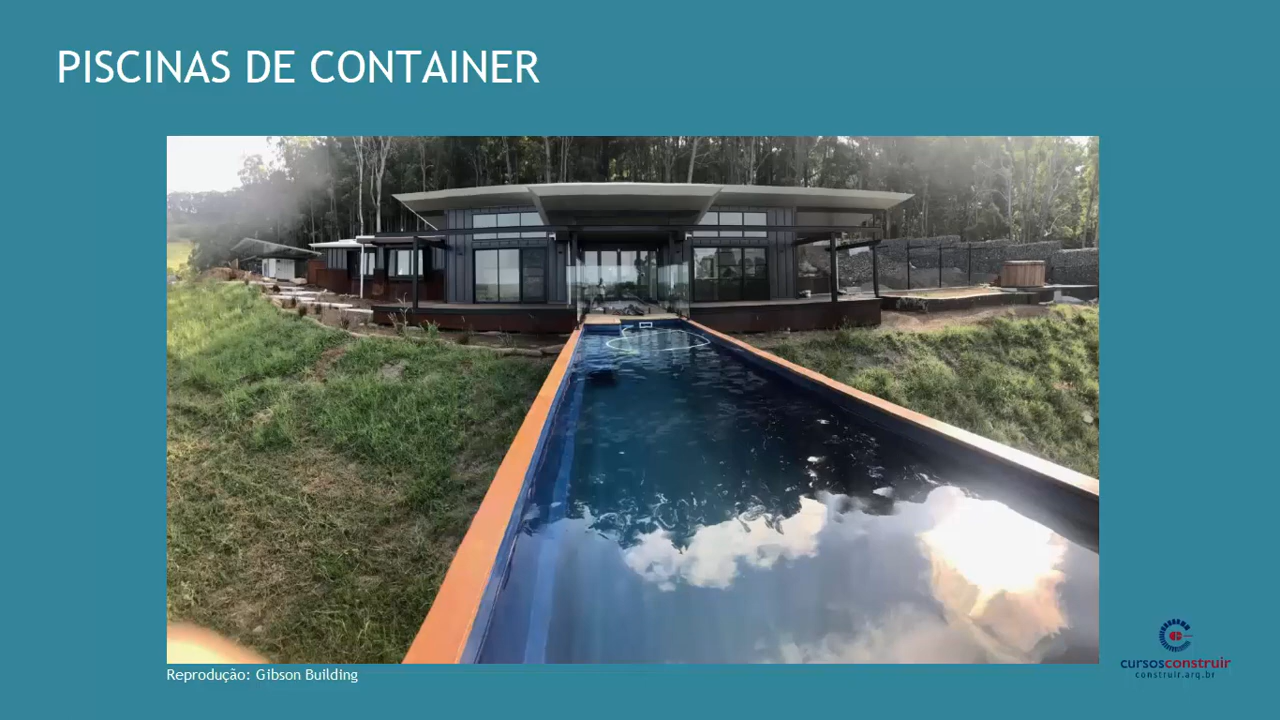 PISCINAS DE CONTAINER
Reprodução: Gibson Building
cursosconstruir
construir.arq.br